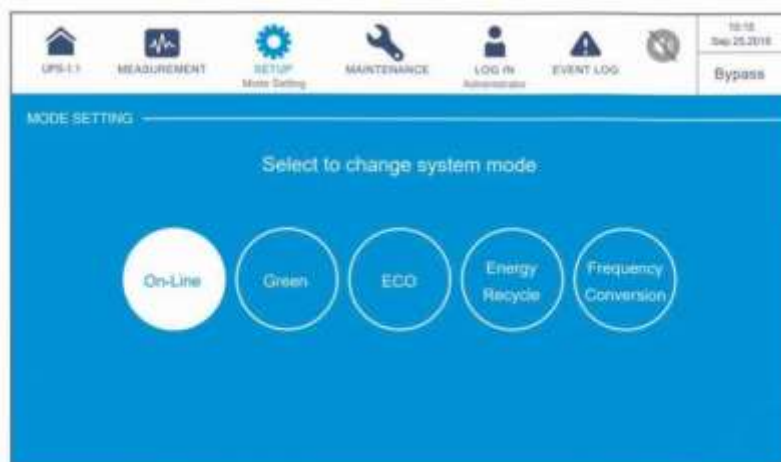 UPS-1.1
MEASUREMENT
SETUP
Mode Setting
MAINTENANCE
LOG IN
Administrator
EVENT LOG
Bypass
MODE SETTING
Select to change system mode
On-Line
Green
ECO
Energy
Recycle
Frequency
Conversion